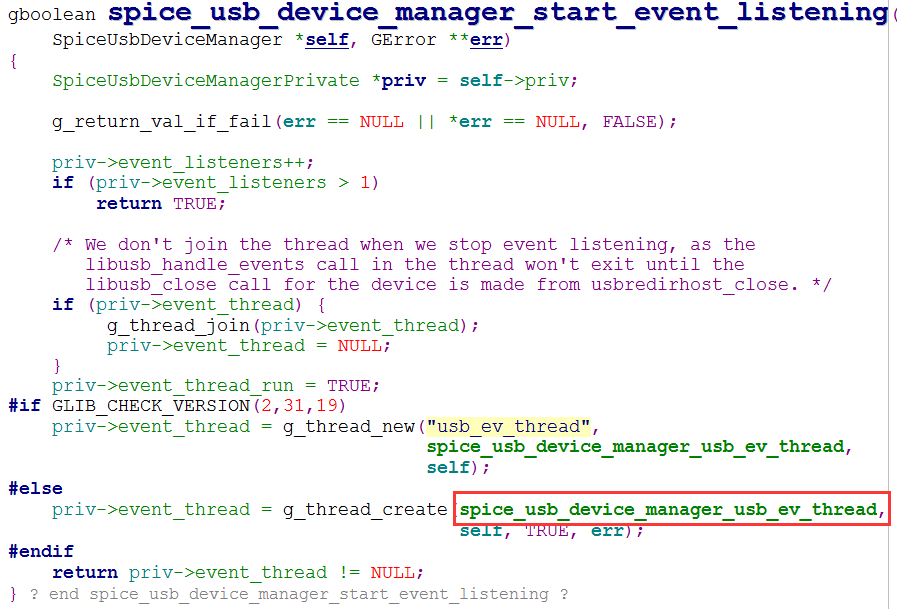 gboolean spice_usb_device_manager_start_event_listening(
    SpiceUsbDeviceManager *self, GError **err)
{
    SpiceUsbDeviceManagerPrivate *priv = self->priv;

    g_return_val_if_fail(err == NULL || *err == NULL, FALSE);

    priv->event_listeners++;
    if (priv->event_listeners > 1)
        return TRUE;

    /* We don't join the thread when we stop event listening, as the
       libusb_handle_events call in the thread won't exit until the
       libusb_close call for the device is made from usbredirhost_close. */
    if (priv->event_thread) {
         g_thread_join(priv->event_thread);
         priv->event_thread = NULL;
    }
    priv->event_thread_run = TRUE;
#if GLIB_CHECK_VERSION(2,31,19)
    priv->event_thread = g_thread_new("usb_ev_thread",
                                      spice_usb_device_manager_usb_ev_thread,
                                      self);
#else
    priv->event_thread = g_thread_create(spice_usb_device_manager_usb_ev_thread,
                                         self, TRUE, err);
#endif
    return priv->event_thread != NULL;
} ? end spice_usb_device_manager_start_event_listening ?